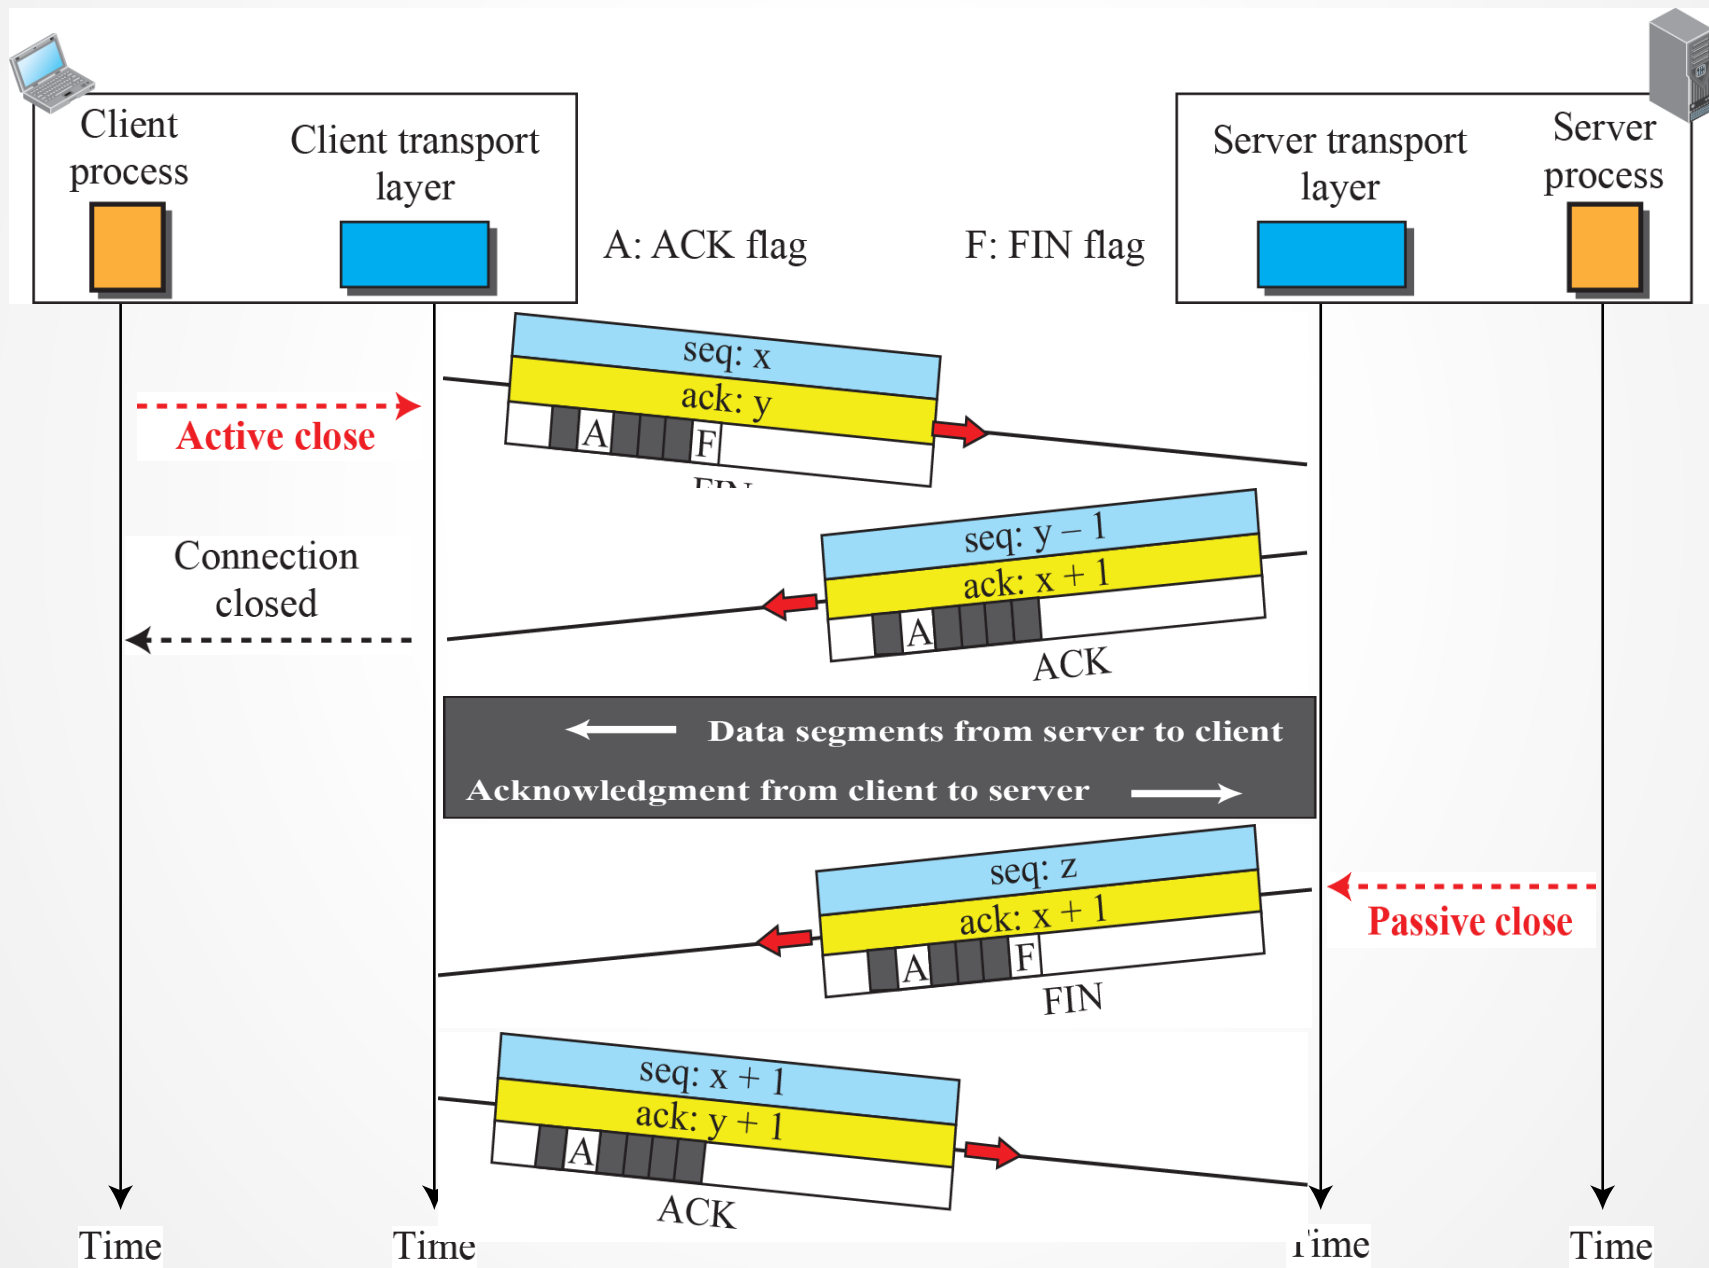 Client
process
Client transport
layer
A: ACK flag
F: FIN flag
Server transport
layer
Server
process
seq: x
ack: y
A
F
FIN
Active close
seq: y – 1
ack: x + 1
A
ACK
Connection
closed
Data segments from server to client
Acknowledgment from client to server
seq: z
ack: x + 1
A
F
FIN
Passive close
seq: x + 1
ack: y + 1
A
ACK
Time
Time
Time
Time